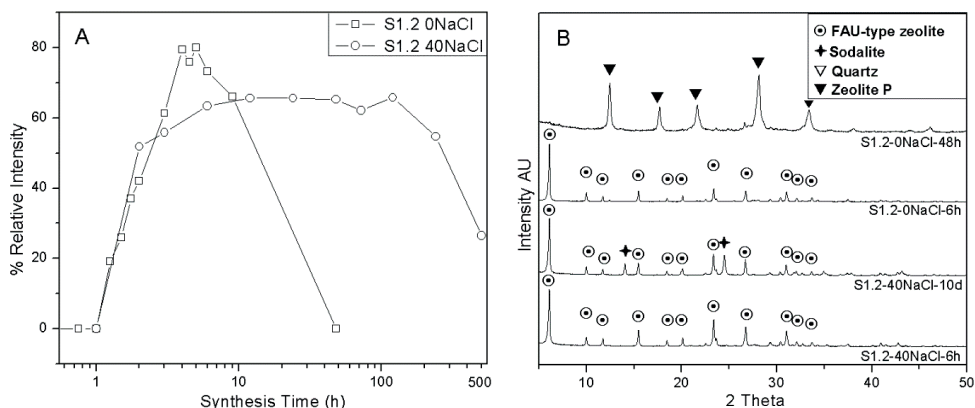 A
S1.2 0NaCl
S1.2 40NaCl
80
60
40
20
0
% Relative Intensity
1
10
100
500
Synthesis Time (h)
B
FAU-type zeolite
Sodalite
Quartz
Zeolite P
S1.2-0NaCl-48h
S1.2-0NaCl-6h
S1.2-40NaCl-10d
S1.2-40NaCl-6h
Intensity AU
10
20
30
40
50
2 Theta